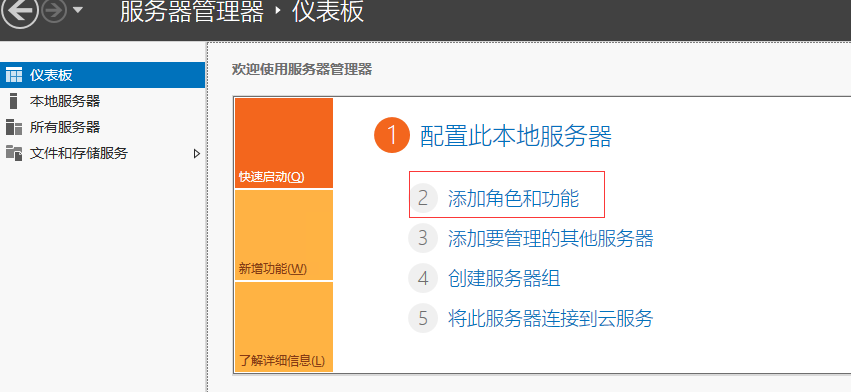 服务器管理器 ‣ 仪表板
仪表板
本地服务器
所有服务器
文件和存储服务
欢迎使用服务器管理器
快速启动(Q)
新增功能(W)
了解详细信息(L)
1 配置此本地服务器
2 添加角色和功能
3 添加要管理的其他服务器
4 创建服务器组
5 将此服务器连接到云服务